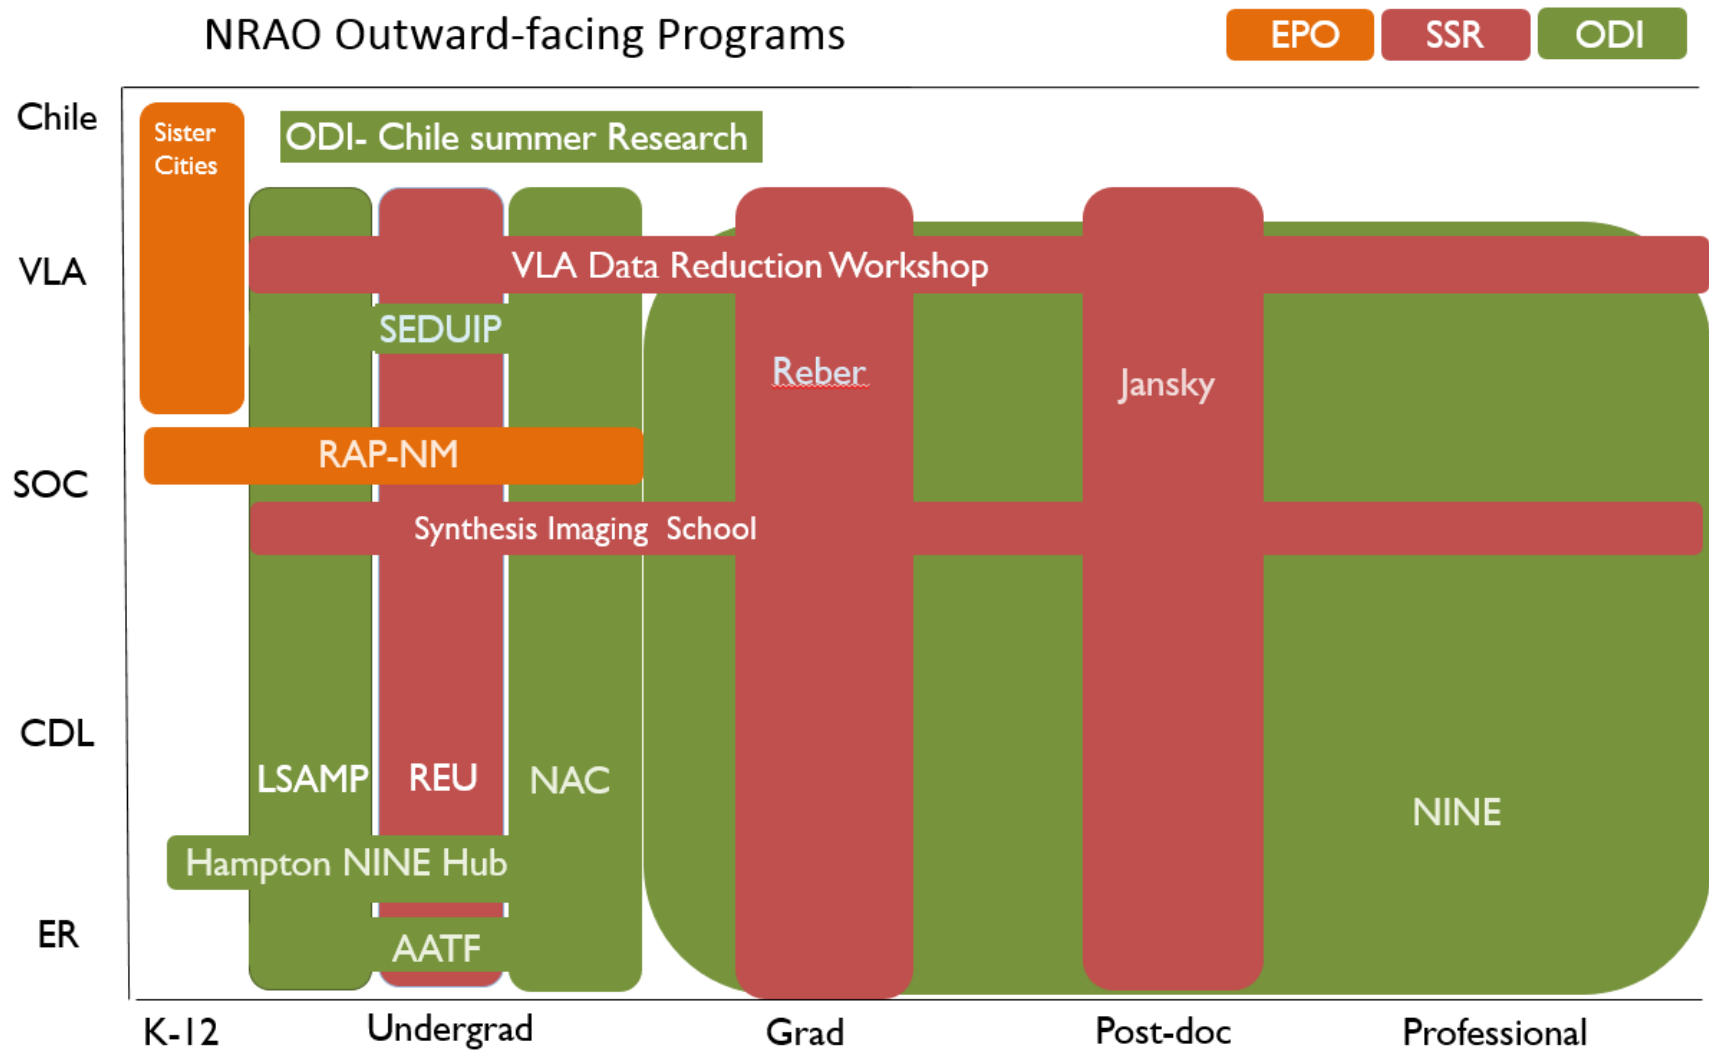 NRAO Outward-facing Programs
EPO
SSR
ODI
Chile
Sister
Cities
ODI- Chile summer Research
VLA
VLA Data Reduction Workshop
SEDUIP
Reber
Jansky
RAP-NM
SOC
Synthesis Imaging School
CDL
LSAMP
REU
NAC
NINE
Hampton NINE Hub
ER
AATF
K-12
Undergrad
Grad
Post-doc
Professional